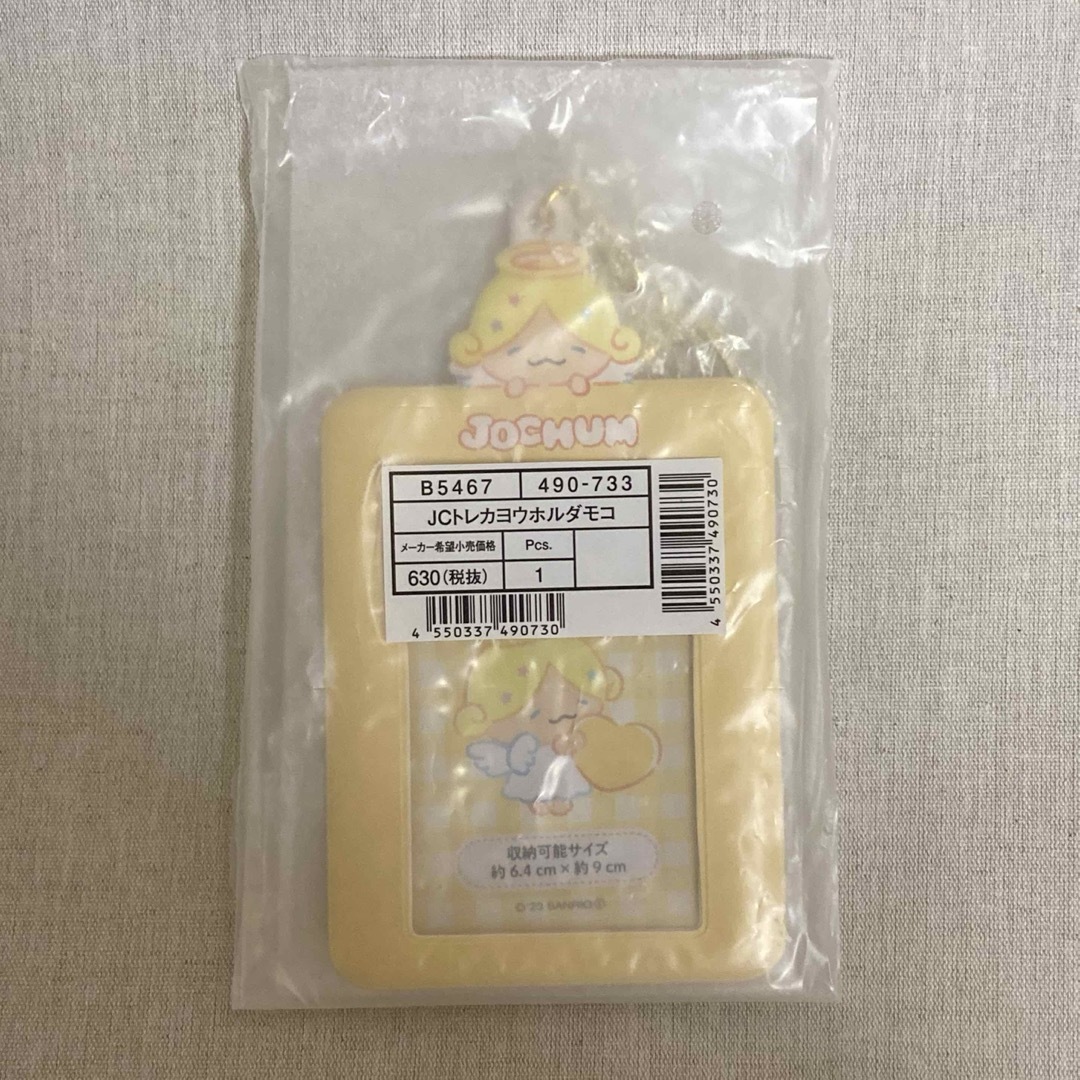 JOCHUM
B5467 490-733
JCトレカヨウホルダモコ
メーカー希望小売価格 Pcs.
630(税抜) 1
4 550337 490730
4 550337 490730
収納可能サイズ
約 6.4 cm × 約 9 cm
© '23 SANRIO